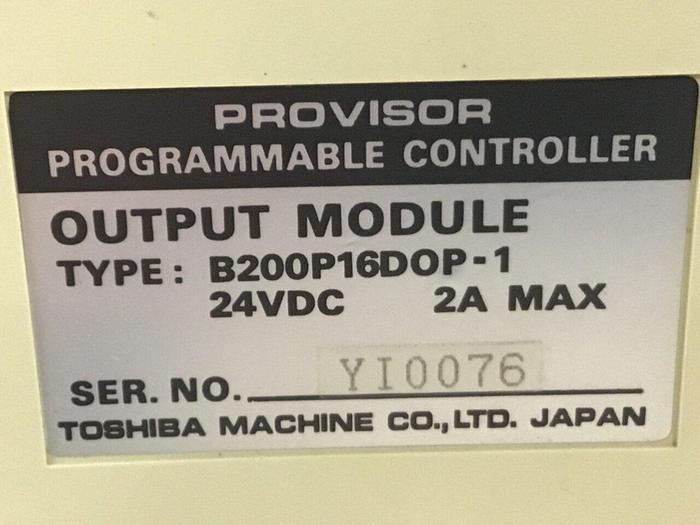 PROVISOR
PROGRAMMABLE CONTROLLER
OUTPUT MODULE
TYPE: B200P16DOP-1
24VDC 2A MAX
SER. NO. YI0076
TOSHIBA MACHINE CO., LTD. JAPAN